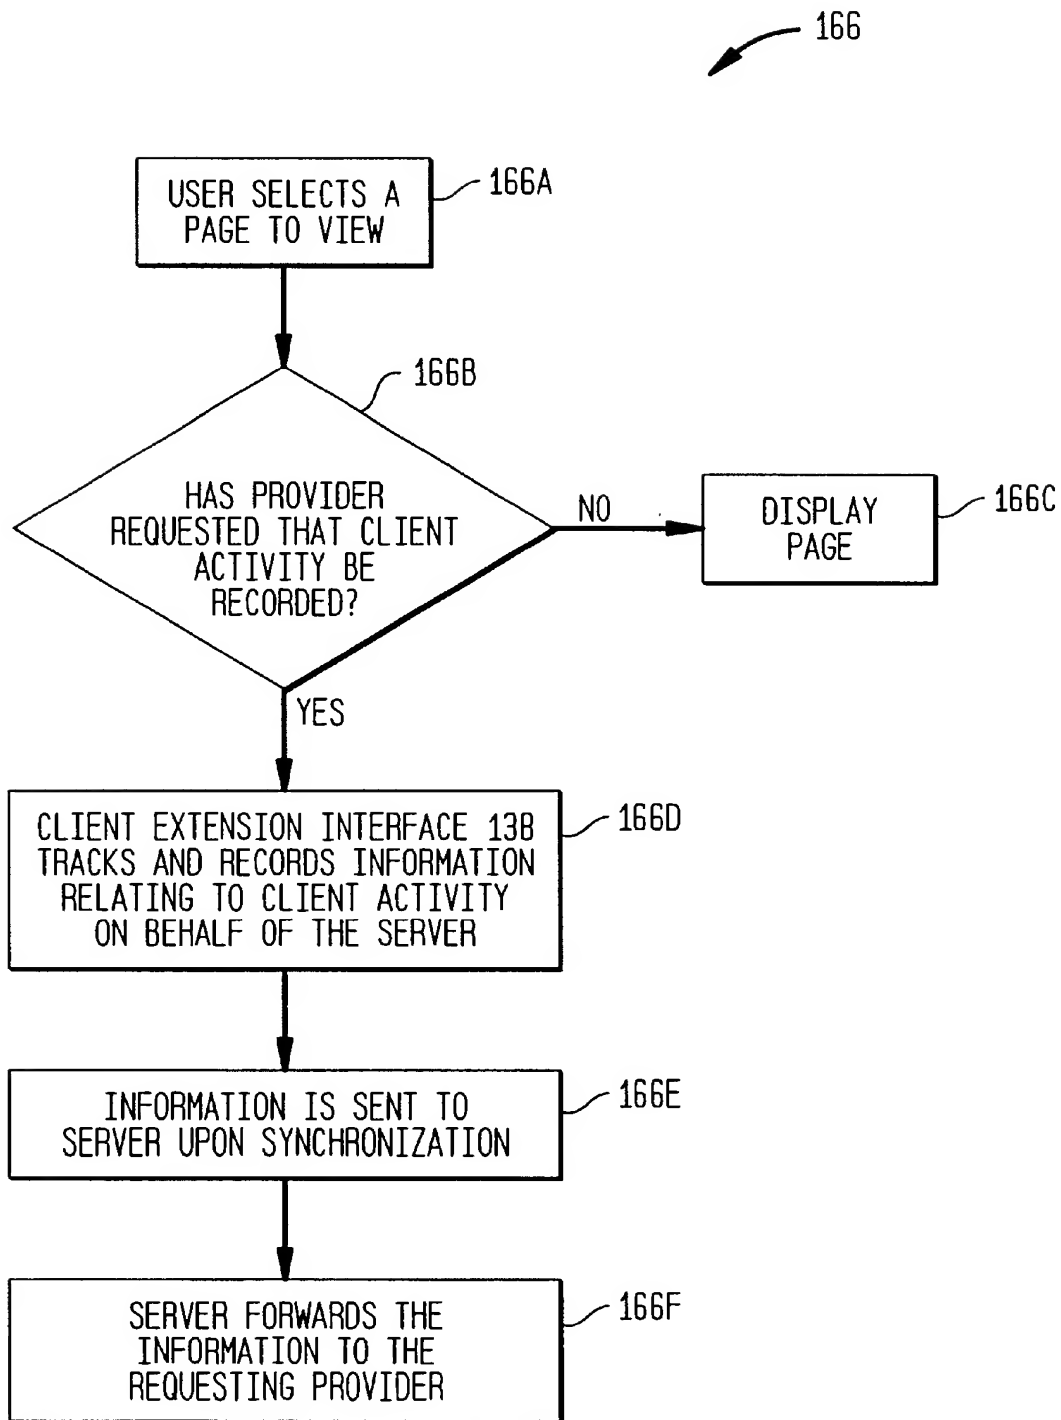 166
USER SELECTS A
PAGE TO VIEW
166A
166B
HAS PROVIDER
REQUESTED THAT CLIENT
ACTIVITY BE
RECORDED?
NO
DISPLAY
PAGE
166C
YES
CLIENT EXTENSION INTERFACE 13B
TRACKS AND RECORDS INFORMATION
RELATING TO CLIENT ACTIVITY
ON BEHALF OF THE SERVER
166D
INFORMATION IS SENT TO
SERVER UPON SYNCHRONIZATION
166E
SERVER FORWARDS THE
INFORMATION TO THE
REQUESTING PROVIDER
166F